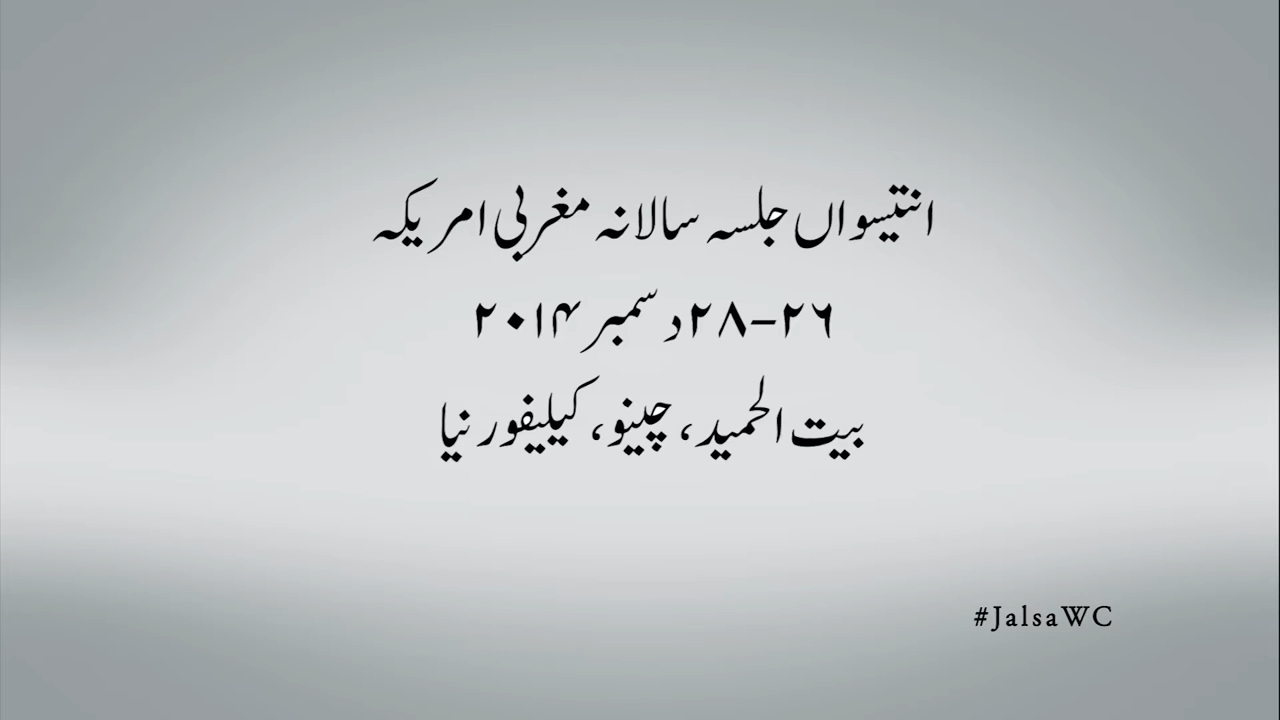 انتیسواں جلسہ سالانہ مغربی امریکہ
۲۶-۲۸ دسمبر ۲۰۱۴
بیت الحمید، چینو، کیلیفورنیا
#JalsaWC